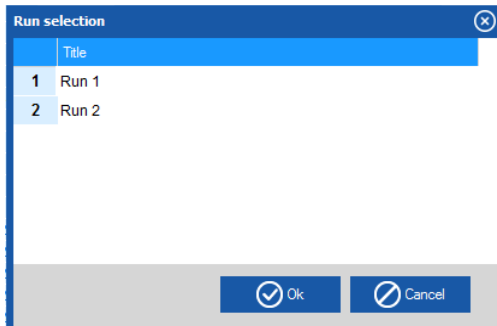 Run selection
Title
1 Run 1
2 Run 2
Ok Cancel